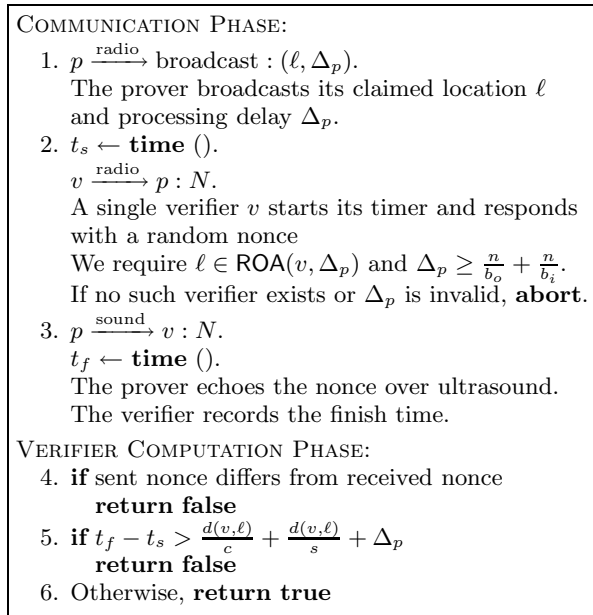 COMMUNICATION PHASE:
1. p —radio→ broadcast : (ℓ, Δ_p).
The prover broadcasts its claimed location ℓ
and processing delay Δ_p.
2. t_s ← time ().
v —radio→ p : N.
A single verifier v starts its timer and responds
with a random nonce
We require ℓ ∈ ROA(v, Δ_p) and Δ_p ≥ n/b_o + n/b_i.
If no such verifier exists or Δ_p is invalid, abort.
3. p —sound→ v : N.
t_f ← time ().
The prover echoes the nonce over ultrasound.
The verifier records the finish time.
VERIFIER COMPUTATION PHASE:
4. if sent nonce differs from received nonce
return false
5. if t_f − t_s > d(v,ℓ)/c + d(v,ℓ)/s + Δ_p
return false
6. Otherwise, return true